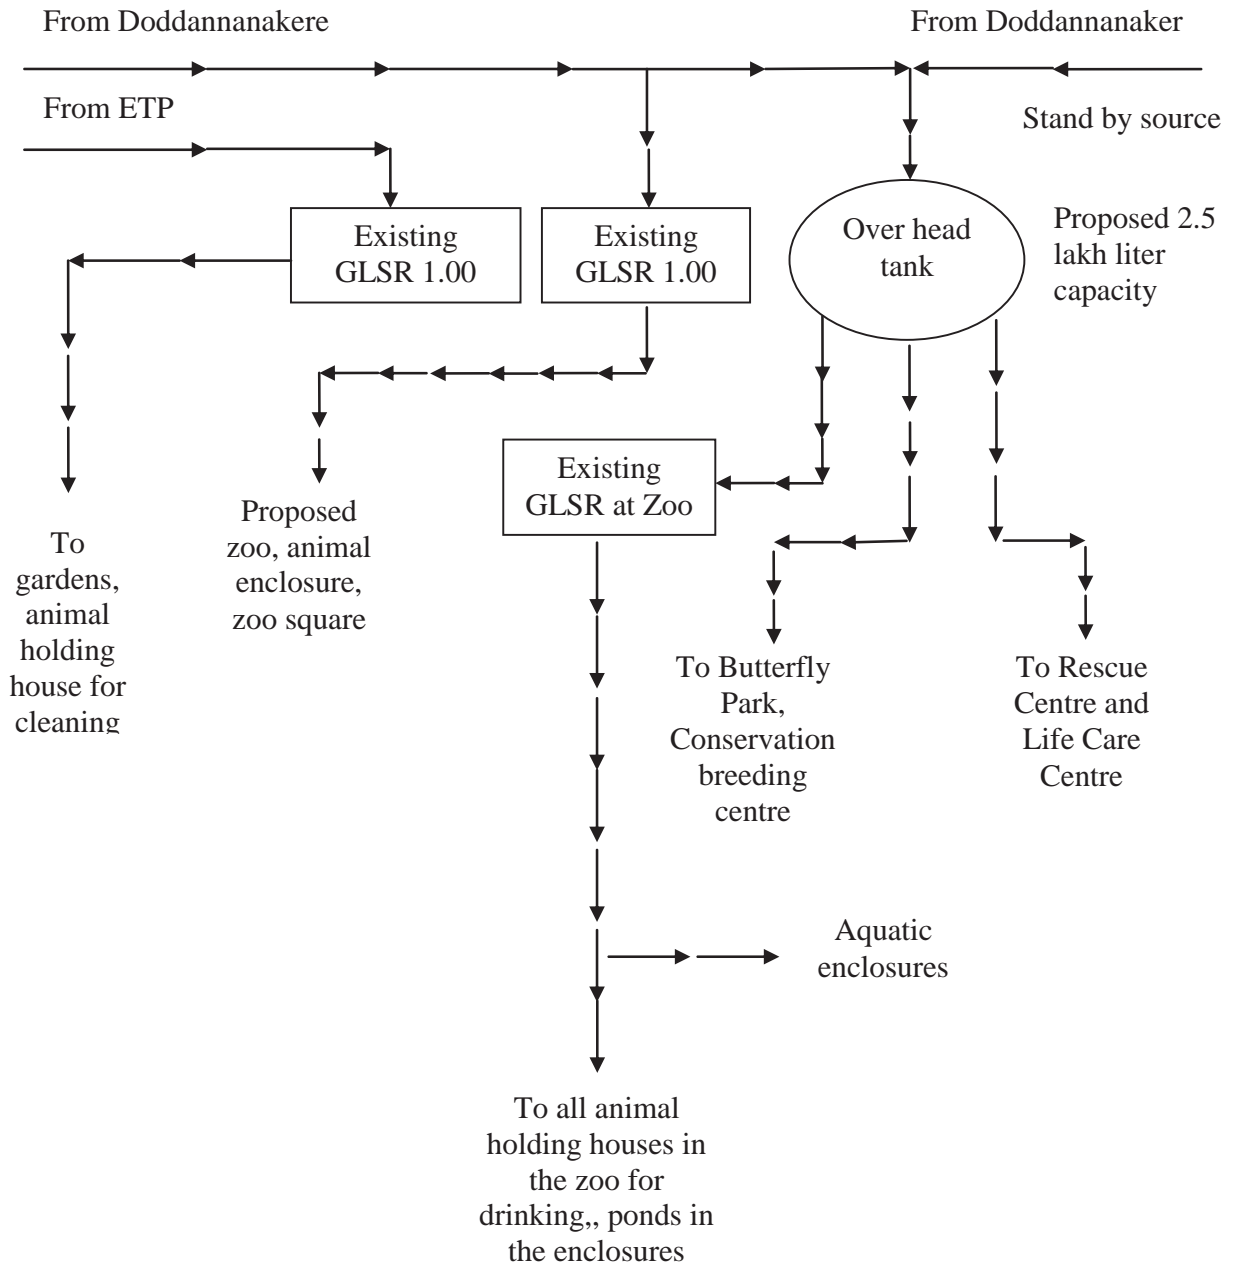 From Doddannanakere
From Doddannanaker
From ETP
Stand by source
Existing
GLSR 1.00
Existing
GLSR 1.00
Over head
tank
Proposed 2.5
lakh liter
capacity
Existing
GLSR at Zoo
To
gardens,
animal
holding
house for
cleaning
Proposed
zoo, animal
enclosure,
zoo square
To Butterfly
Park,
Conservation
breeding
centre
To Rescue
Centre and
Life Care
Centre
Aquatic
enclosures
To all animal
holding houses in
the zoo for
drinking,, ponds in
the enclosures